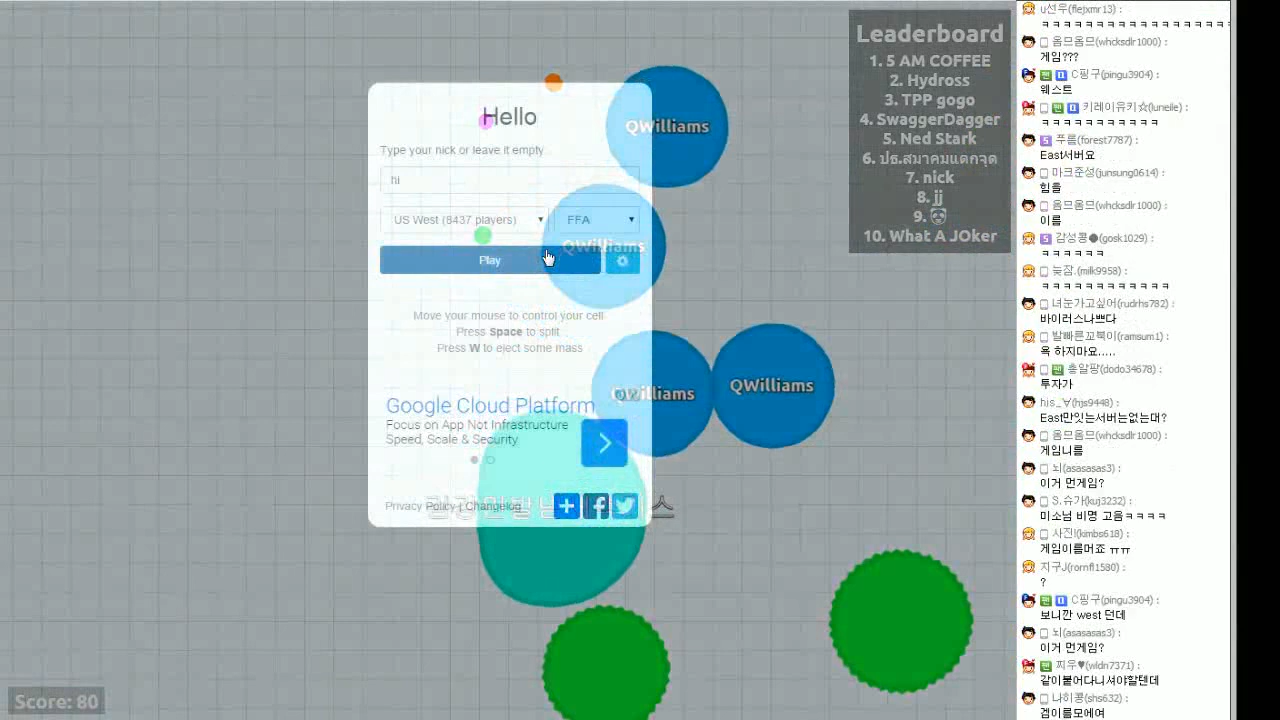 Hello
Type your nick or leave it empty
hi
US West (8437 players)
FFA
Play
Move your mouse to control your cell
Press Space to split
Press W to eject some mass
Google Cloud Platform
Focus on App Not Infrastructure
Speed, Scale & Security
Privacy Policy | Changelog
QWilliams
QWilliams
QWilliams
QWilliams
Score: 80
Leaderboard
1. 5 AM COFFEE
2. Hydross
3. TPP gogo
4. SwaggerDagger
5. Ned Stark
6. ปธ.สมาคมแตกจุด
7. nick
8. jj
9.
10. What A JOker
u선우(flejxmr13) :
ㅋㅋㅋㅋㅋㅋㅋㅋㅋㅋㅋㅋㅋㅋㅋㅋㅋ
옴므옴므(whcksdlr1000) :
게임???
C핑구(pingu3904) :
웨스트
키레이유키☆(luneile) :
ㅋㅋㅋㅋㅋㅋㅋㅋㅋㅋㅋ
푸름(forest7787) :
East서버요
마크준성(junsung0614) :
힘을
옴므옴므(whcksdlr1000) :
이름
감성콩●(gosk1029) :
ㅋㅋㅋㅋㅋㅋ
늦잠.(milk9958) :
ㅋㅋㅋㅋㅋㅋㅋㅋㅋㅋㅋㅋ
녀눈가고싶어(rudrhs782) :
바이러스나쁘다
발빠른꼬북이(ramsum1) :
욕 하지마요.....
홍알팡(dodo34678) :
투자가
his_∀(hjs9448) :
East만잇는서버는없는대?
옴므옴므(whcksdlr1000) :
게임니름
뇌(asasasas3) :
이거 먼게임?
S.슈가(kuj3232) :
미소님 비명 고음ㅋㅋㅋㅋ
사진!(kimbs618) :
게임이름머죠 ㅠㅠ
지구J(rornfl1580) :
?
C핑구(pingu3904) :
보니깐 west 던데
뇌(asasasas3) :
이거 먼게임?
찌우♥(wldn7371) :
같이붙어다니셔야할텐데
나히콩(shs632) :
겜이름모에여